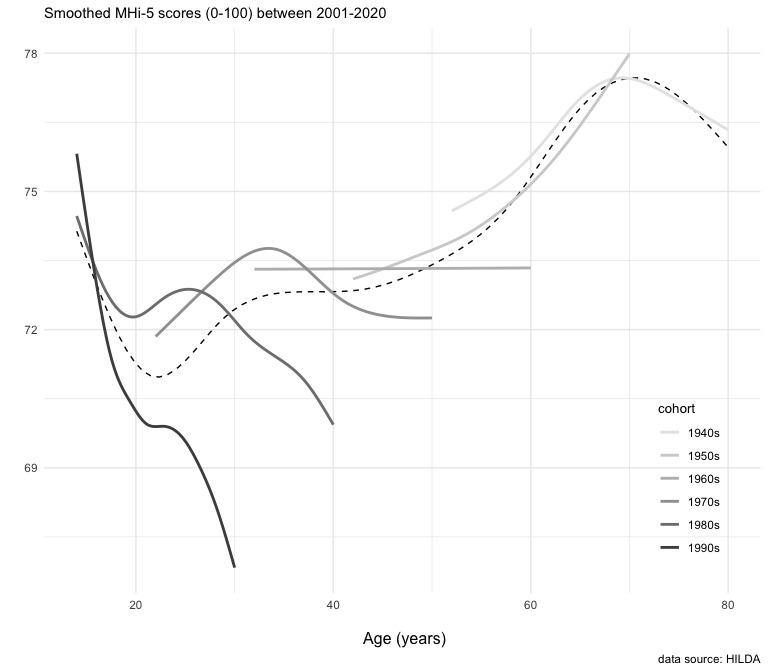 Smoothed MHi-5 scores (0-100) between 2001-2020
78
75
72
69
cohort
1940s
1950s
1960s
1970s
1980s
1990s
20 40 60 80
Age (years)
data source: HILDA